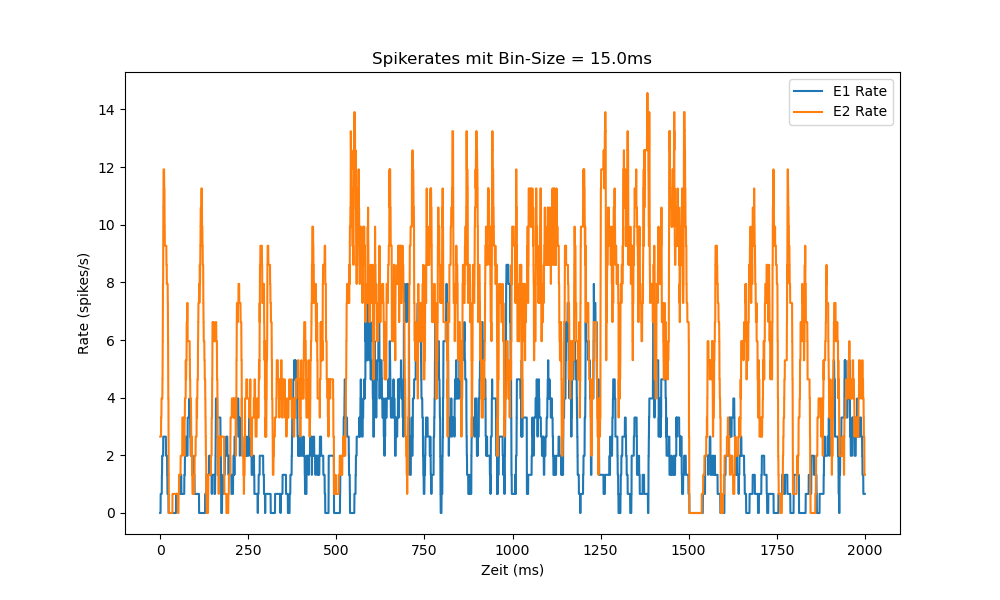 Spikerates mit Bin-Size = 15.0ms
E1 Rate
E2 Rate
14
12
10
8
6
4
2
0
Rate (spikes/s)
0 250 500 750 1000 1250 1500 1750 2000
Zeit (ms)